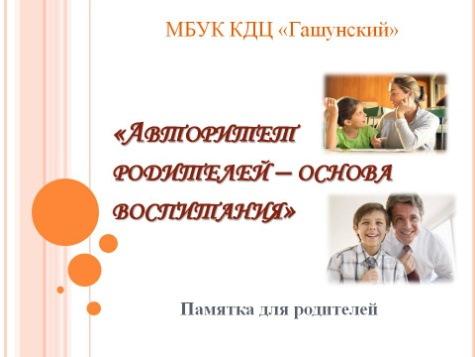 МБУК КДЦ «Гашунский»
«Авторитет
родителей – основа
воспитания»
Памятка для родителей